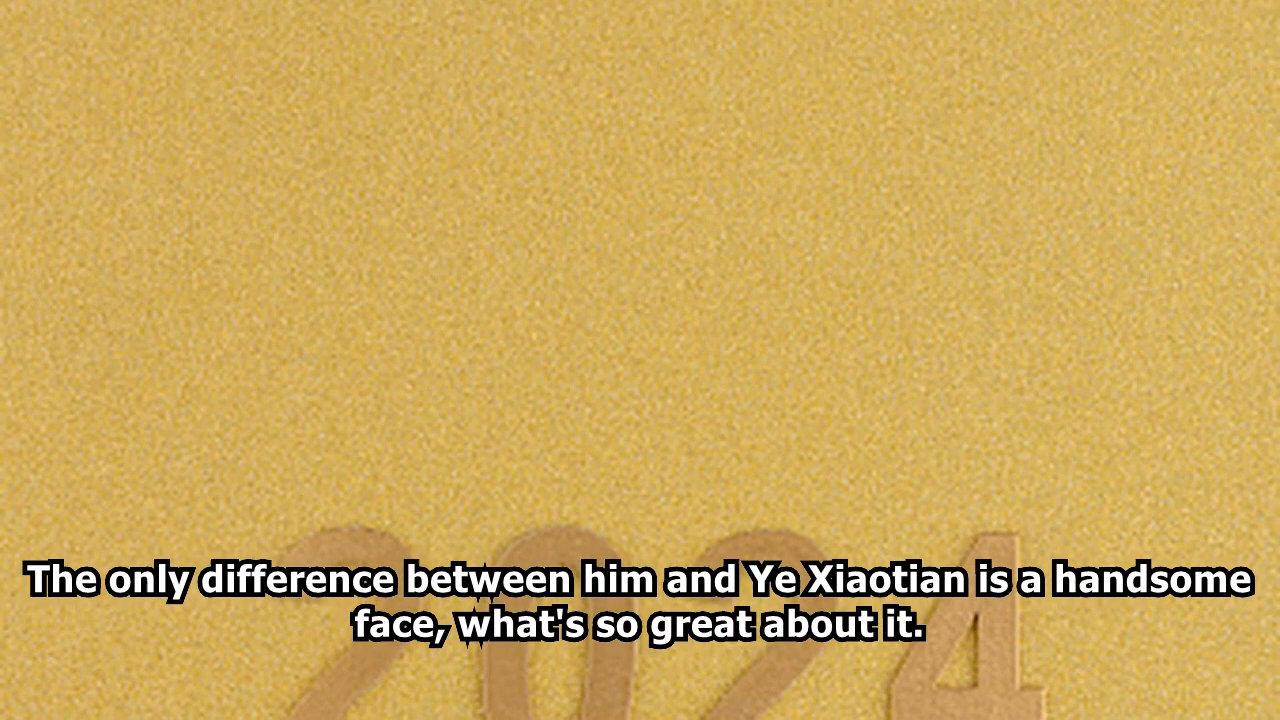 2024
The only difference between him and Ye Xiaotian is a handsome
face, what's so great about it.